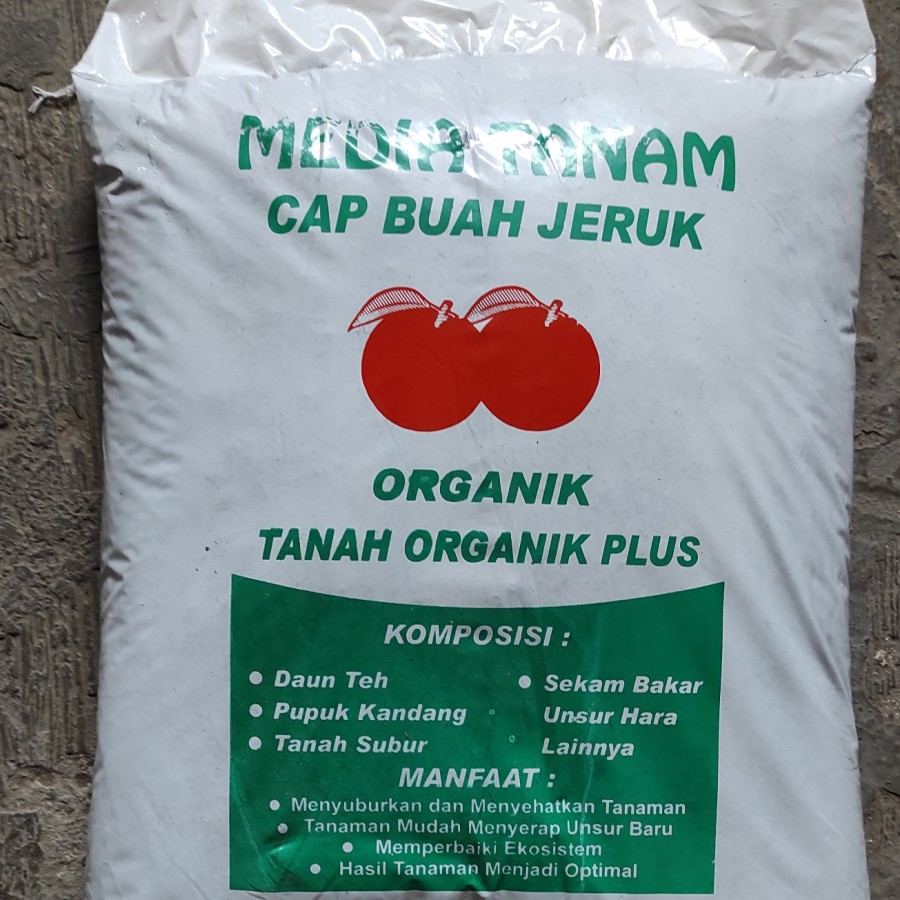 MEDIA TANAM
CAP BUAH JERUK
ORGANIK
TANAH ORGANIK PLUS
KOMPOSISI :
• Daun Teh
• Pupuk Kandang
• Tanah Subur
• Sekam Bakar
Unsur Hara
Lainnya
MANFAAT :
• Menyuburkan dan Menyehatkan Tanaman
• Tanaman Mudah Menyerap Unsur Baru
• Memperbaiki Ekosistem
• Hasil Tanaman Menjadi Optimal